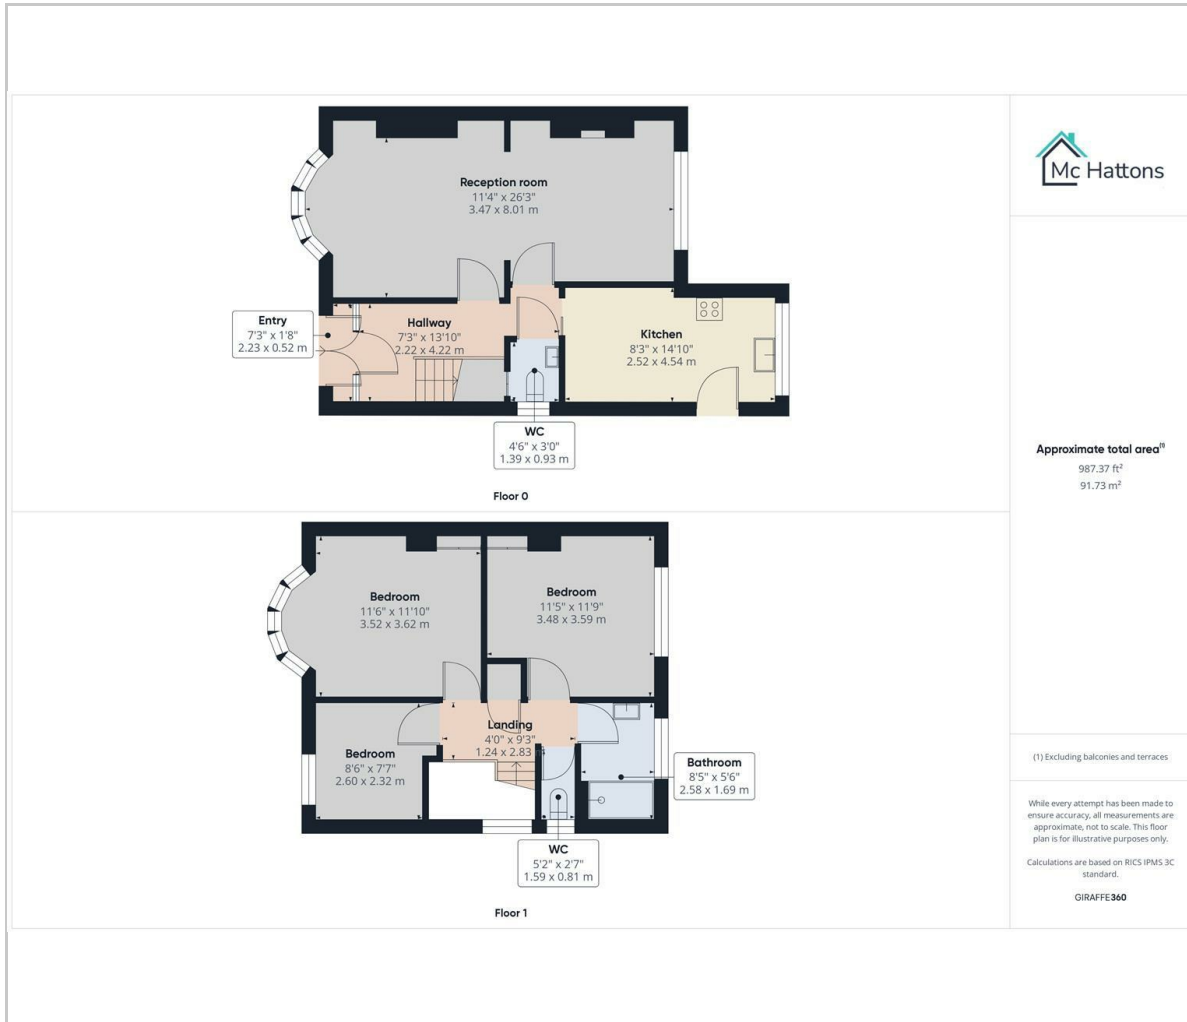 Reception room
11'4" x 26'3"
3.47 x 8.01 m
Entry
7'3" x 1'8"
2.23 x 0.52 m
Hallway
7'3" x 13'10"
2.22 x 4.22 m
Kitchen
8'3" x 14'10"
2.52 x 4.54 m
WC
4'6" x 3'0"
1.39 x 0.93 m
Floor 0
Bedroom
11'6" x 11'10"
3.52 x 3.62 m
Bedroom
11'5" x 11'9"
3.48 x 3.59 m
Landing
4'0" x 9'3"
1.24 x 2.83
Bedroom
8'6" x 7'7"
2.60 x 2.32 m
Bathroom
8'5" x 5'6"
2.58 x 1.69 m
WC
5'2" x 2'7"
1.59 x 0.81 m
Floor 1
Mc Hattons
Approximate total area(1)
987.37 ft²
91.73 m²
(1) Excluding balconies and terraces
While every attempt has been made to
ensure accuracy, all measurements are
approximate, not to scale. This floor
plan is for illustrative purposes only.
Calculations are based on RICS IPMS 3C
standard.
GIRAFFE360